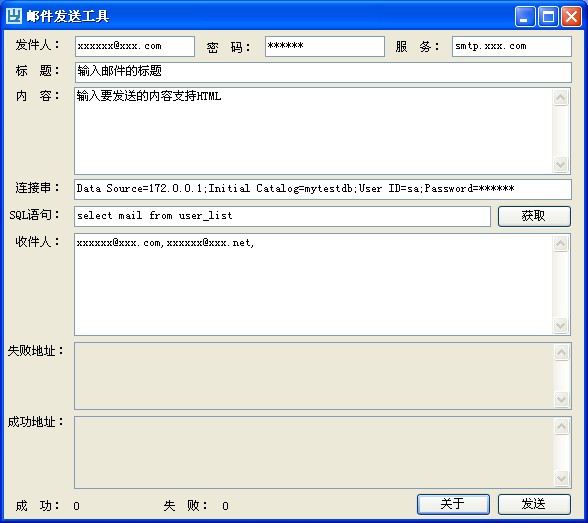 邮件发送工具
发件人： xxxxxx@xxx.com 密 码： ****** 服 务： smtp.xxx.com
标 题： 输入邮件的标题
内 容： 输入要发送的内容支持HTML
连接串： Data Source=172.0.0.1;Initial Catalog=mytestdb;User ID=sa;Password=******
SQL语句： select mail from user_list 获取
收件人： xxxxxx@xxx.com,xxxxxx@xxx.net,
失败地址：
成功地址：
成 功： 0 失 败： 0 关于 发送